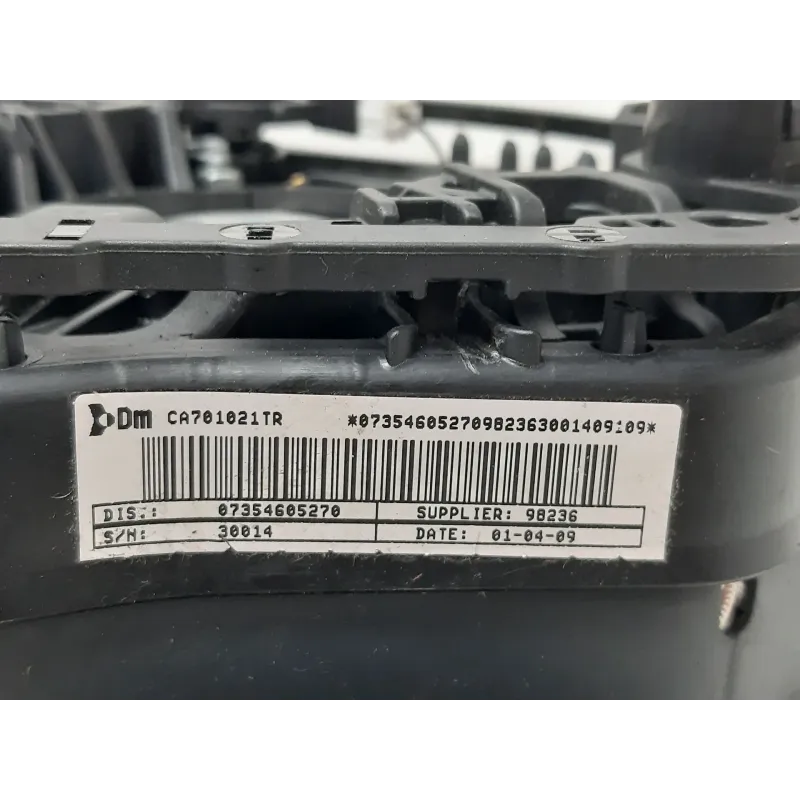 Dm CA701021TR *07354605270982363001409109*
DIS.: 07354605270 SUPPLIER: 98236
S/N: 30014 DATE: 01-04-09